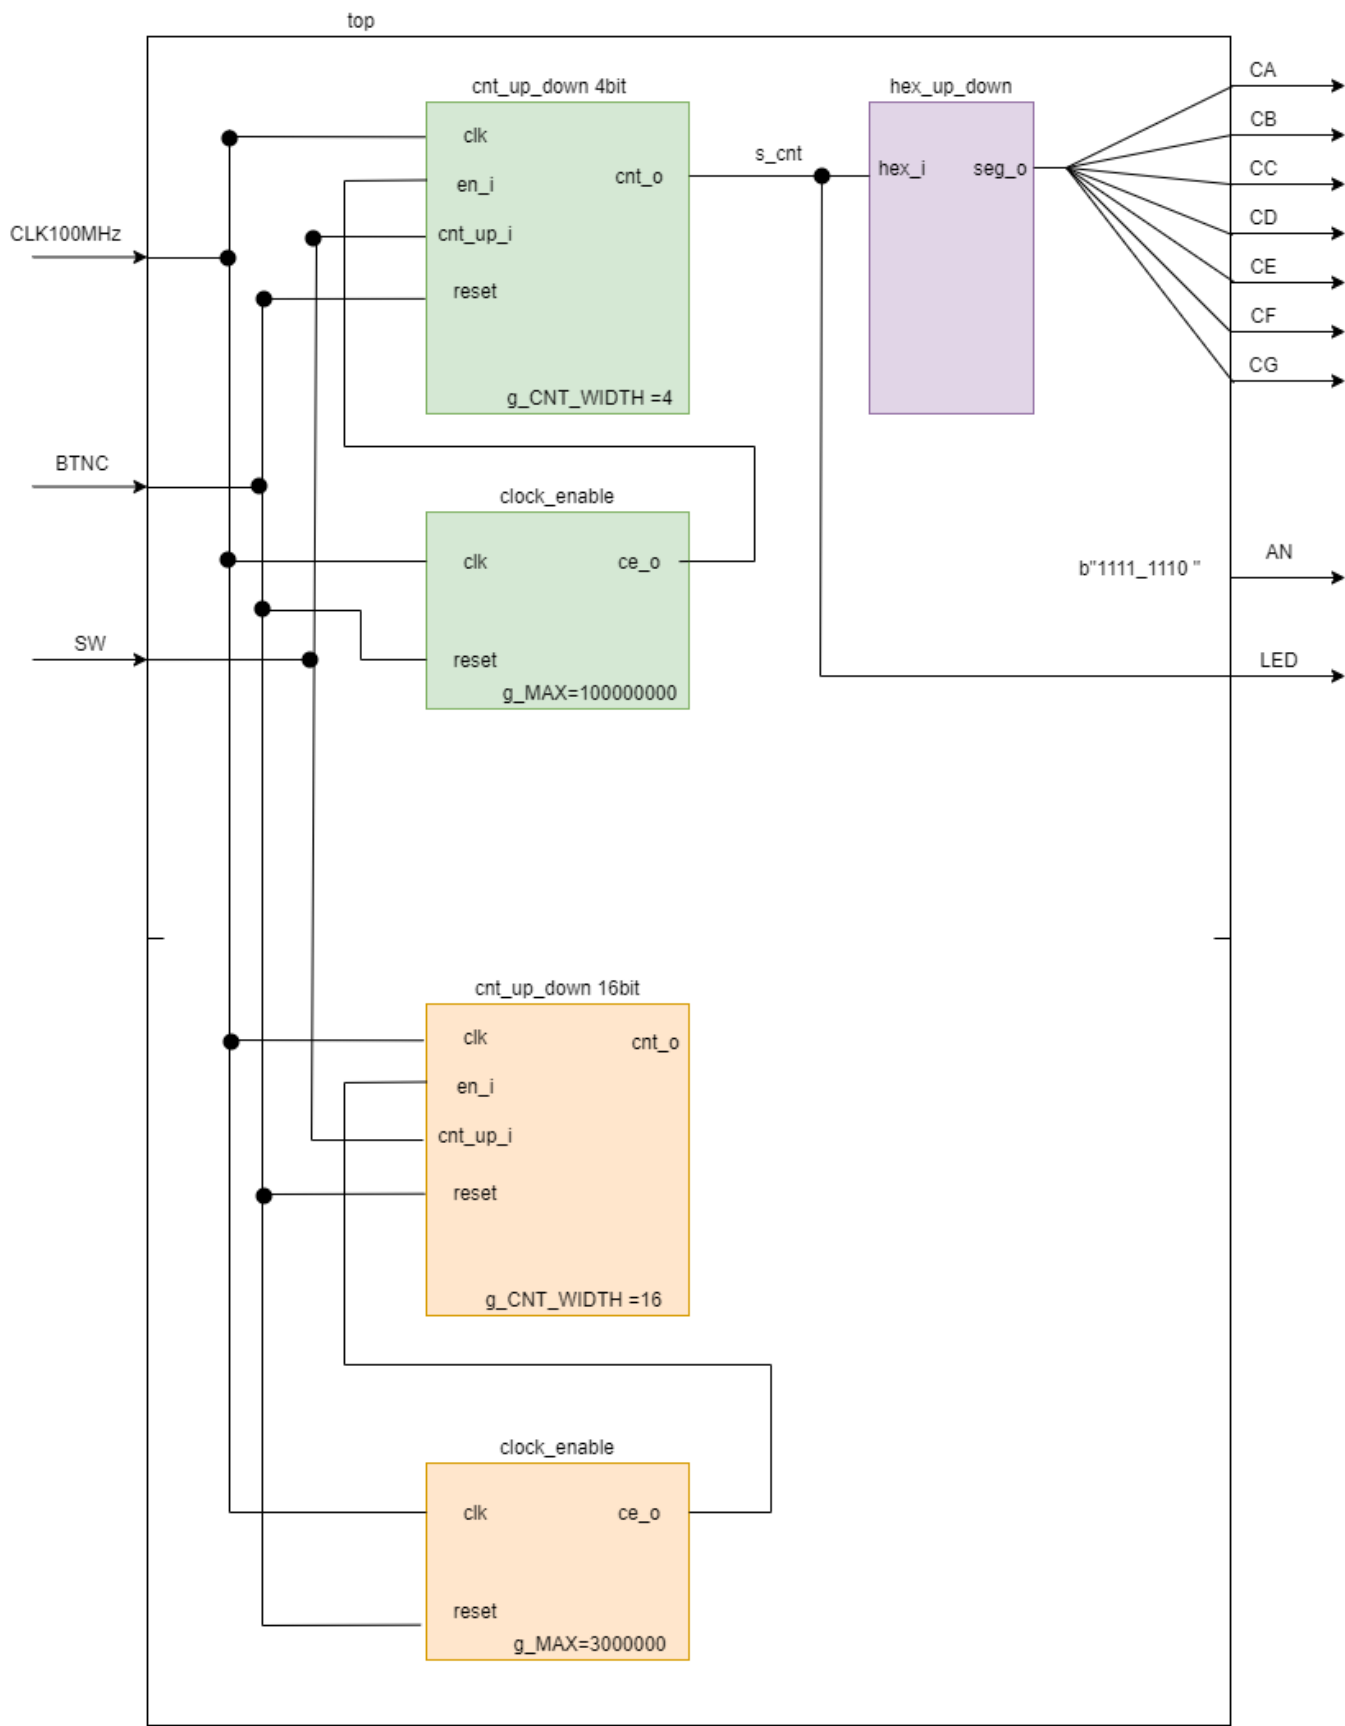 top
cnt_up_down 4bit
clk
en_i
cnt_up_i
reset
cnt_o
g_CNT_WIDTH =4
s_cnt
hex_up_down
hex_i
seg_o
CA
CB
CC
CD
CE
CF
CG
CLK100MHz
BTNC
SW
clock_enable
clk
ce_o
reset
g_MAX=100000000
b"1111_1110 "
AN
LED
cnt_up_down 16bit
clk
en_i
cnt_up_i
reset
cnt_o
g_CNT_WIDTH =16
clock_enable
clk
ce_o
reset
g_MAX=3000000